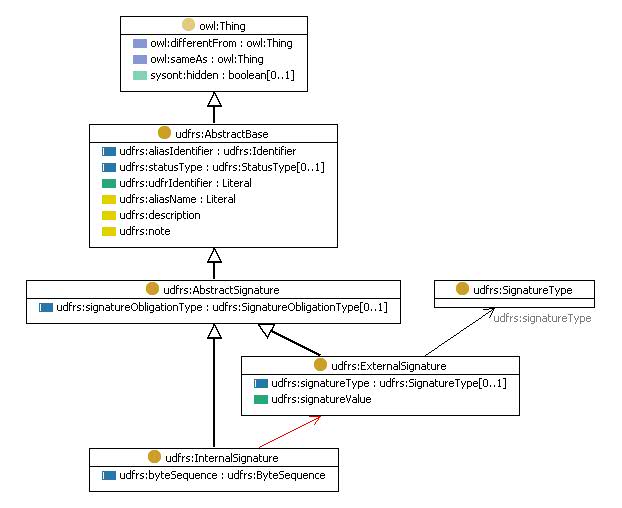 owl:Thing
owl:differentFrom : owl:Thing
owl:sameAs : owl:Thing
sysont:hidden : boolean[0..1]
udfrs:AbstractBase
udfrs:aliasIdentifier : udfrs:Identifier
udfrs:statusType : udfrs:StatusType[0..1]
udfrs:udfrIdentifier : Literal
udfrs:aliasName : Literal
udfrs:description
udfrs:note
udfrs:AbstractSignature
udfrs:signatureObligationType : udfrs:SignatureObligationType[0..1]
udfrs:SignatureType
udfrs:signatureType
udfrs:ExternalSignature
udfrs:signatureType : udfrs:SignatureType[0..1]
udfrs:signatureValue
udfrs:InternalSignature
udfrs:byteSequence : udfrs:ByteSequence